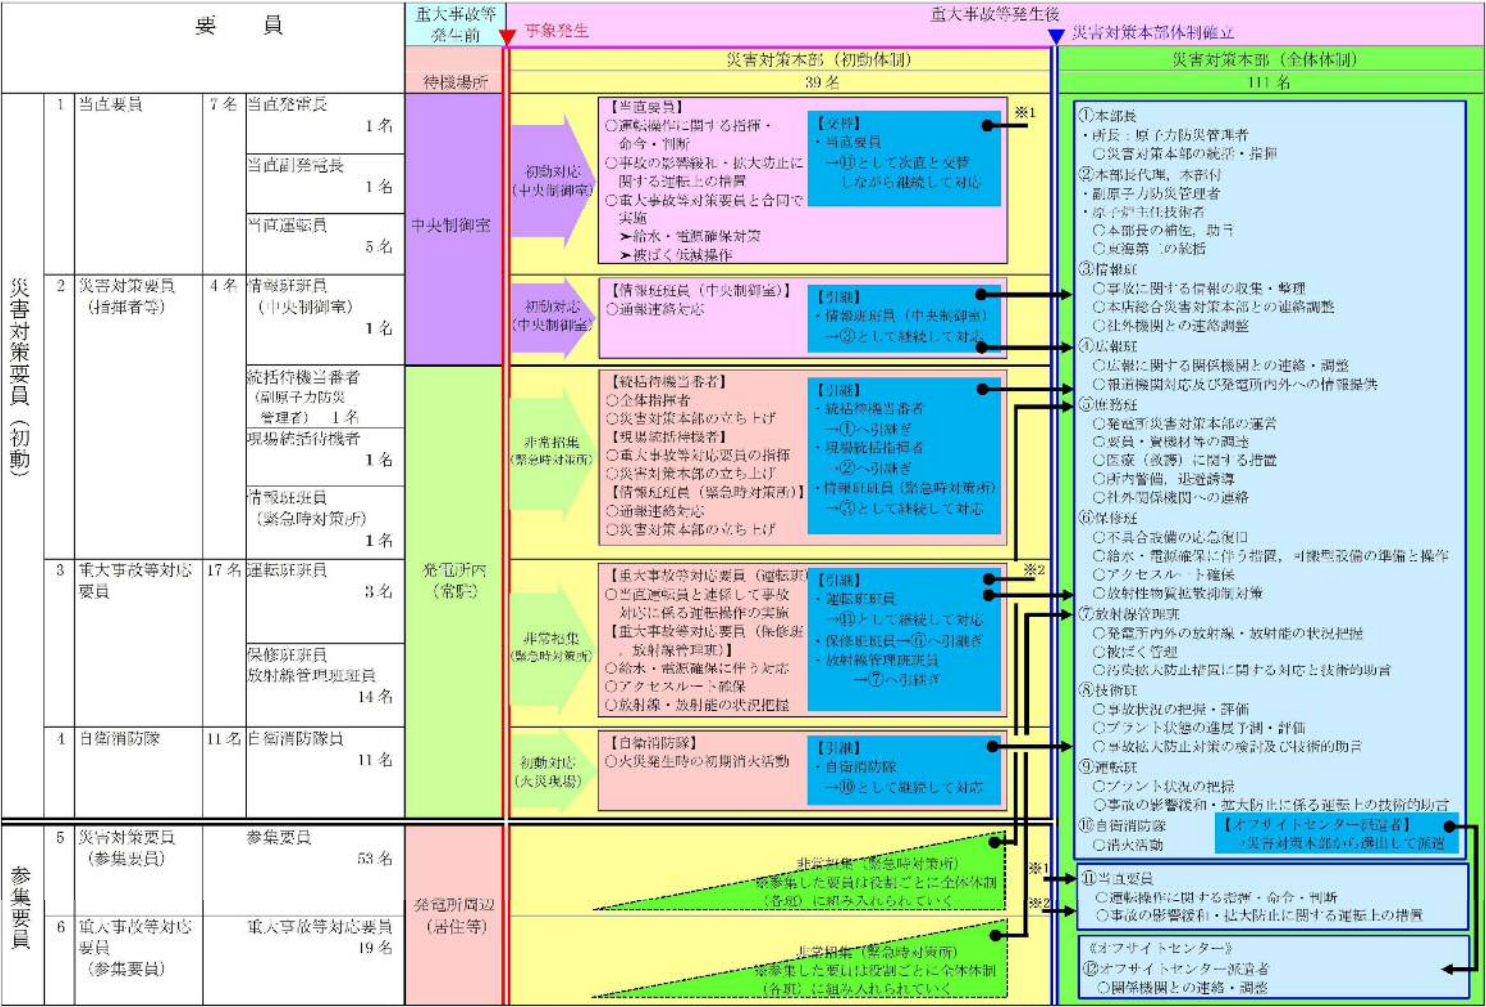 要員
重大事故等
発生前
重大事故等発生後
事象発生
災害対策本部体制確立
待機場所
災害対策本部（初動体制）
39名
災害対策本部（全体体制）
111名
災害対策要員（初動）
1 当直要員 7名 当直発電長
1名
当直副発電長
1名
当直運転員
5名
中央制御室
初動対応
（中央制御室）
【当直要員】
○運転操作に関する指揮・
命令・判断
○事故の影響緩和・拡大防止に
関する運転上の措置
○重大事故等対策要員と合同で
実施
➤給水・電源確保対策
➤被ばく低減操作
【交替】
・当直要員
→⑪として次直と交替
しながら継続して対応
※1
2 災害対策要員 4名 情報班班員
（指揮者等）
（中央制御室）
1名
初動対応
（中央制御室）
【情報班班員（中央制御室）】
○通報連絡対応
【引継】
・情報班班員（中央制御室）
→③として継続して対応
統括待機当番者
（副原子力防災
管理者） 1名
現場統括待機者
1名
情報班班員
（緊急時対策所）
1名
発電所内
（常駐）
非常招集
（緊急時対策所）
【統括待機当番者】
○全体指揮者
○災害対策本部の立ち上げ
【現場統括待機者】
○重大事故等対応要員の指揮
○災害対策本部の立ち上げ
【情報班班員（緊急時対策所）】
○通報連絡対応
○災害対策本部の立ち上げ
【引継】
・統括待機当番者
→①へ引継ぎ
・現場統括指揮者
→②へ引継ぎ
・情報班班員（緊急時対策所）
→③として継続して対応
3 重大事故等対応 17名 運転班班員
要員
3名
保修班班員
放射線管理班班員
14名
非常招集
（緊急時対策所）
【重大事故等対応要員（運転班）
○当直運転員と連係して事故
対応に係る運転操作の実施
【重大事故等対応要員（保修班
，放射線管理班）】
○給水・電源確保に伴う対応
○アクセスルート確保
○放射線・放射能の状況把握
【引継】
・運転班班員
→⑪として継続して対応
・保修班班員→⑥へ引継ぎ
・放射線管理班班員
→⑦へ引継ぎ
※2
4 自衛消防隊 11名 自衛消防隊員
11名
初動対応
（火災現場）
【自衛消防隊】
○火災発生時の初期消火活動
【引継】
・自衛消防隊
→⑩として継続して対応
参集要員
5 災害対策要員 参集要員
（参集要員）
53名
発電所周辺
（居住等）
非常招集（緊急時対策所）
※参集した要員は役割ごとに全体体制
（各班）に組み入れられていく
6 重大事故等対応 重大事故等対応要員
要員
19名
（参集要員）
非常招集（緊急時対策所）
※参集した要員は役割ごとに全体体制
（各班）に組み入れられていく
①本部長
・所長：原子力防災管理者
○災害対策本部の統括・指揮
②本部長代理，本部付
・副原子力防災管理者
・原子炉主任技術者
○本部長の補佐，助言
○東海第二の統括
③情報班
○事故に関する情報の収集・整理
○本店総合災害対策本部との連絡調整
○社外機関との連絡調整
④広報班
○広報に関する関係機関との連絡・調整
○報道機関対応及び発電所内外への情報提供
⑤庶務班
○発電所災害対策本部の運営
○要員・資機材等の調達
○医療（救護）に関する措置
○所内警備，退避誘導
○社外関係機関への連絡
⑥保修班
○不具合設備の応急復旧
○給水・電源確保に伴う措置，可搬型設備の準備と操作
○アクセスルート確保
○放射性物質拡散抑制対策
⑦放射線管理班
○発電所内外の放射線・放射能の状況把握
○被ばく管理
○汚染拡大防止措置に関する対応と技術的助言
⑧技術班
○事故状況の把握・評価
○プラント状態の進展予測・評価
○事故拡大防止対策の検討及び技術的助言
⑨運転班
○プラント状況の把握
○事故の影響緩和・拡大防止に係る運転上の技術的助言
⑩自衛消防隊
○消火活動
【オフサイトセンター派遣者】
→災害対策本部から選出して派遣
※1
⑪当直要員
○運転操作に関する指揮・命令・判断
○事故の影響緩和・拡大防止に関する運転上の措置
※2
《オフサイトセンター》
⑫オフサイトセンター派遣者
○関係機関との連絡・調整